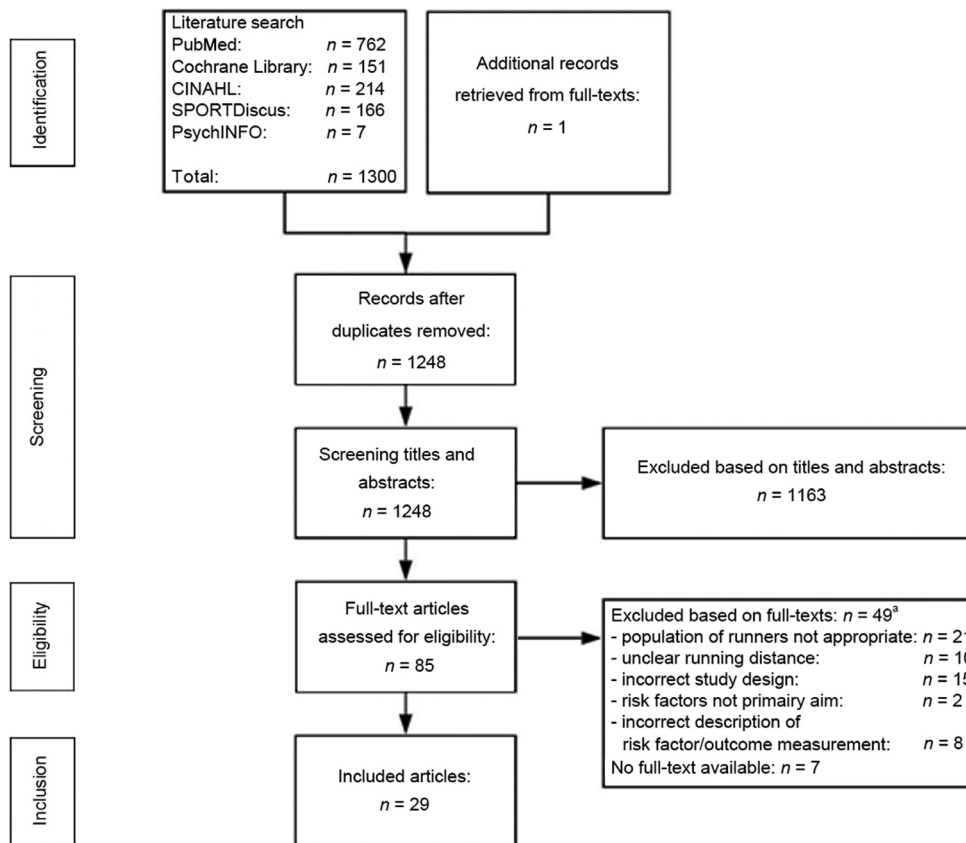 Identification
Literature search
PubMed: n = 762
Cochrane Library: n = 151
CINAHL: n = 214
SPORTDiscus: n = 166
PsychINFO: n = 7
Total: n = 1300
Additional records
retrieved from full-texts:
n = 1
Screening
Records after
duplicates removed:
n = 1248
Screening titles and
abstracts:
n = 1248
Excluded based on titles and abstracts:
n = 1163
Eligibility
Full-text articles
assessed for eligibility:
n = 85
Excluded based on full-texts: n = 49ª
- population of runners not appropriate: n =
- unclear running distance: n =
- incorrect study design: n = 15
- risk factors not primairy aim: n = 2
- incorrect description of
risk factor/outcome measurement: n = 8
No full-text available: n = 7
Inclusion
Included articles:
n = 29